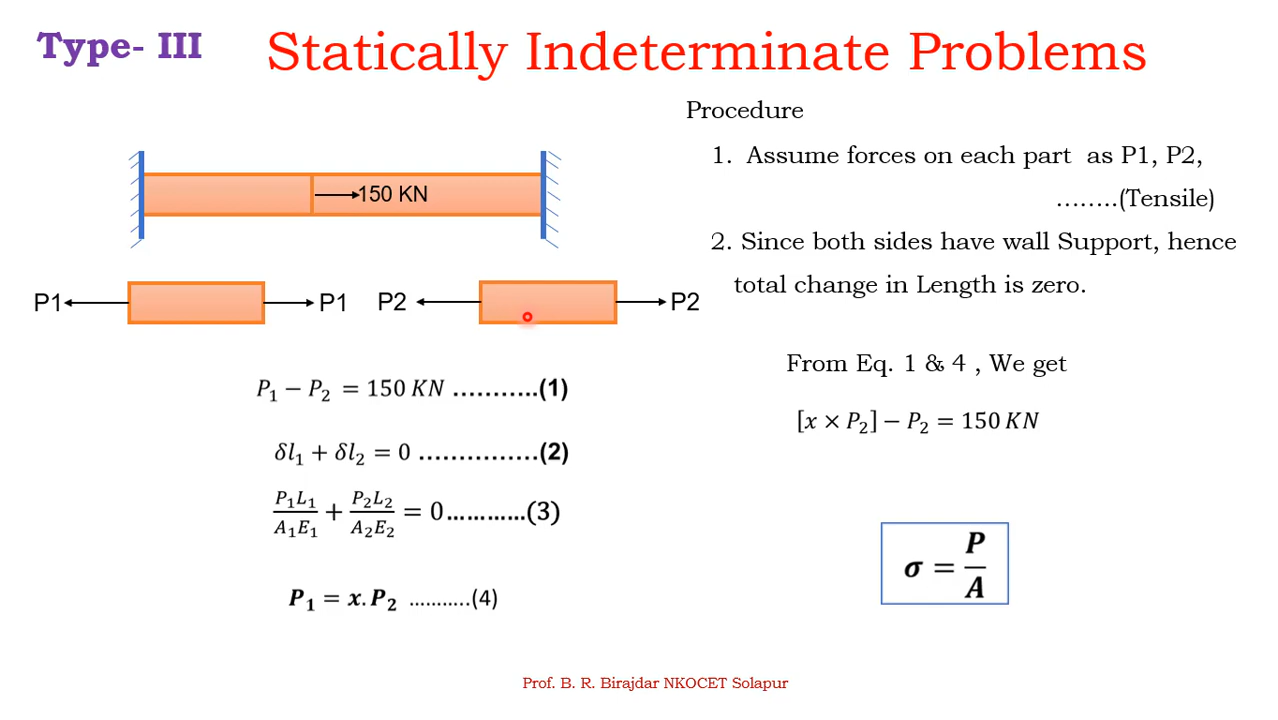 Type- III
Statically Indeterminate Problems
Procedure
1. Assume forces on each part as P1, P2,
........(Tensile)
2. Since both sides have wall Support, hence
total change in Length is zero.
150 KN
P1
P1
P2
P2
P₁ − P₂ = 150 KN ...........(1)
δl₁ + δl₂ = 0 ...............(2)
P₁L₁/A₁E₁ + P₂L₂/A₂E₂ = 0...........(3)
P₁ = x.P₂ ...........(4)
From Eq. 1 & 4 , We get
[x × P₂] − P₂ = 150 KN
σ = P/A
Prof. B. R. Birajdar NKOCET Solapur